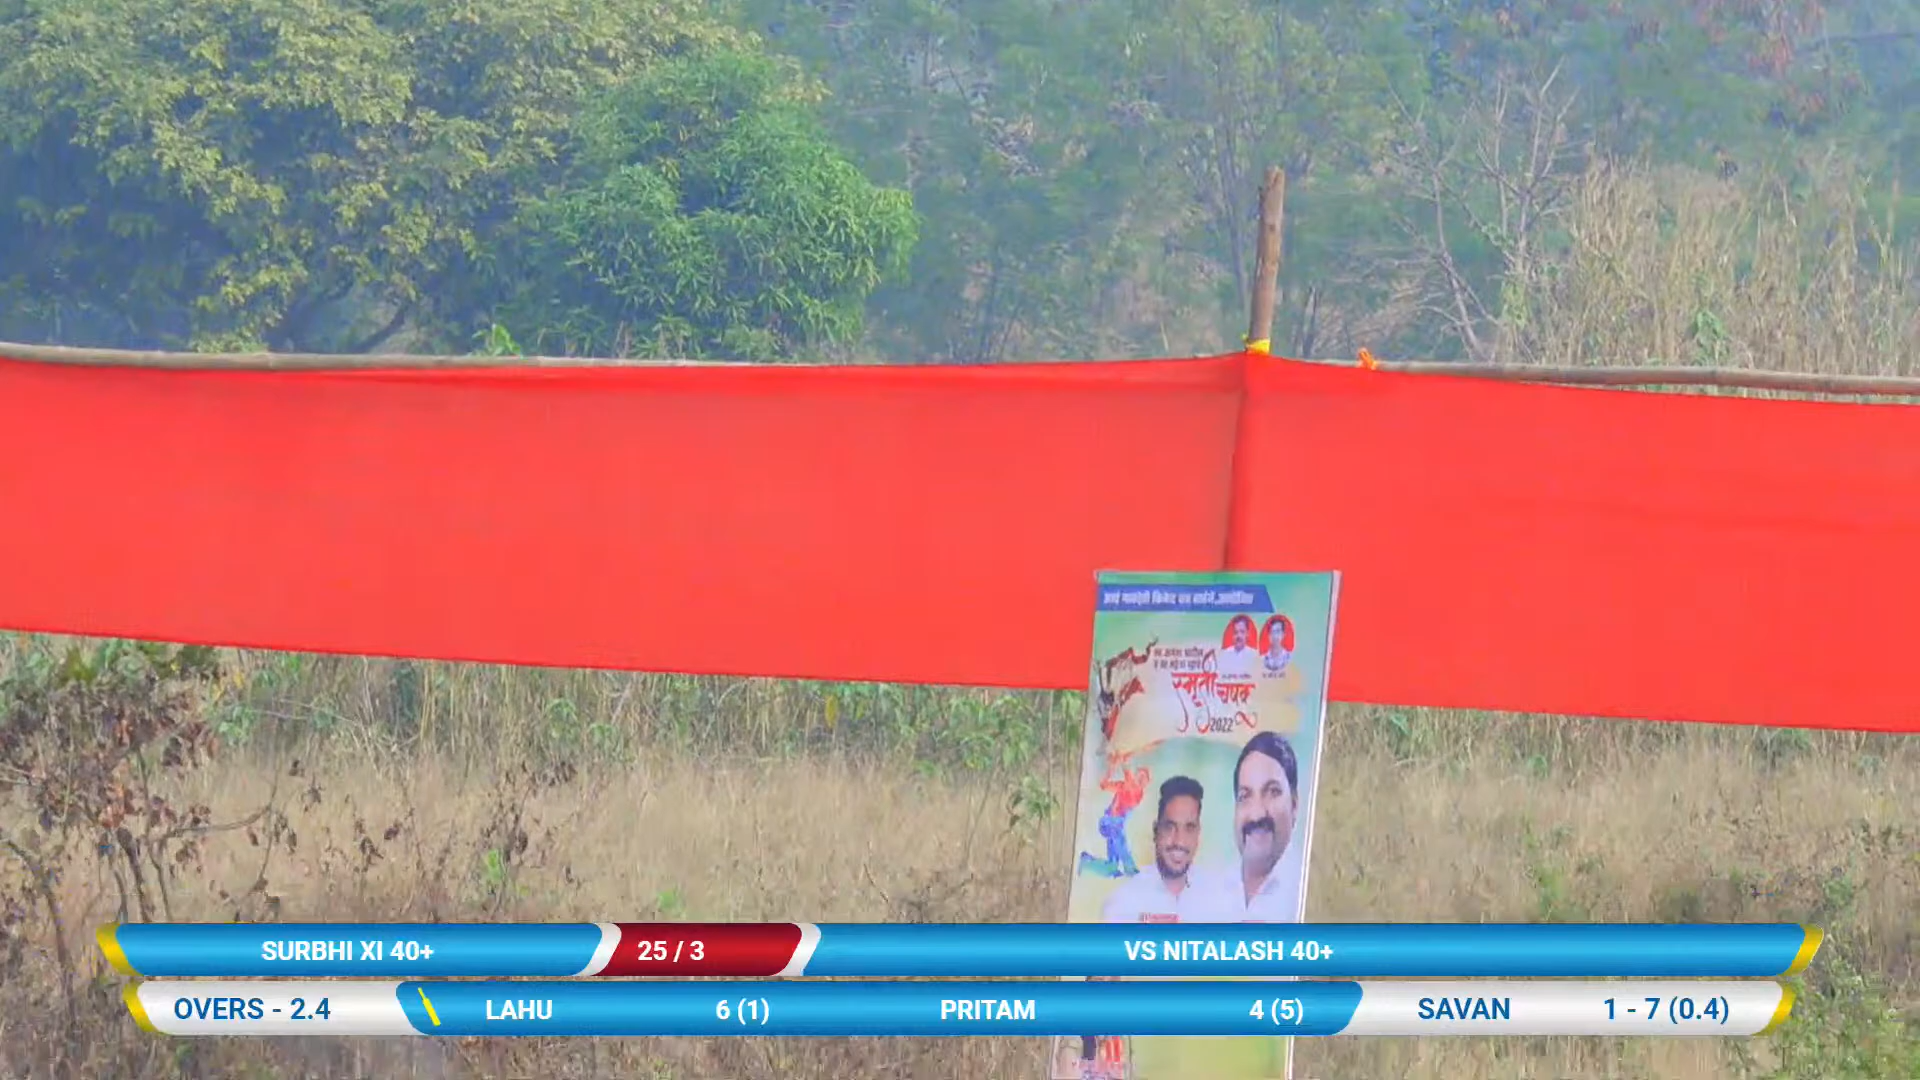 स्मृती
चषक
2022
SURBHI XI 40+ 25 / 3 VS NITALASH 40+
OVERS - 2.4 LAHU 6 (1) PRITAM 4 (5) SAVAN 1 - 7 (0.4)